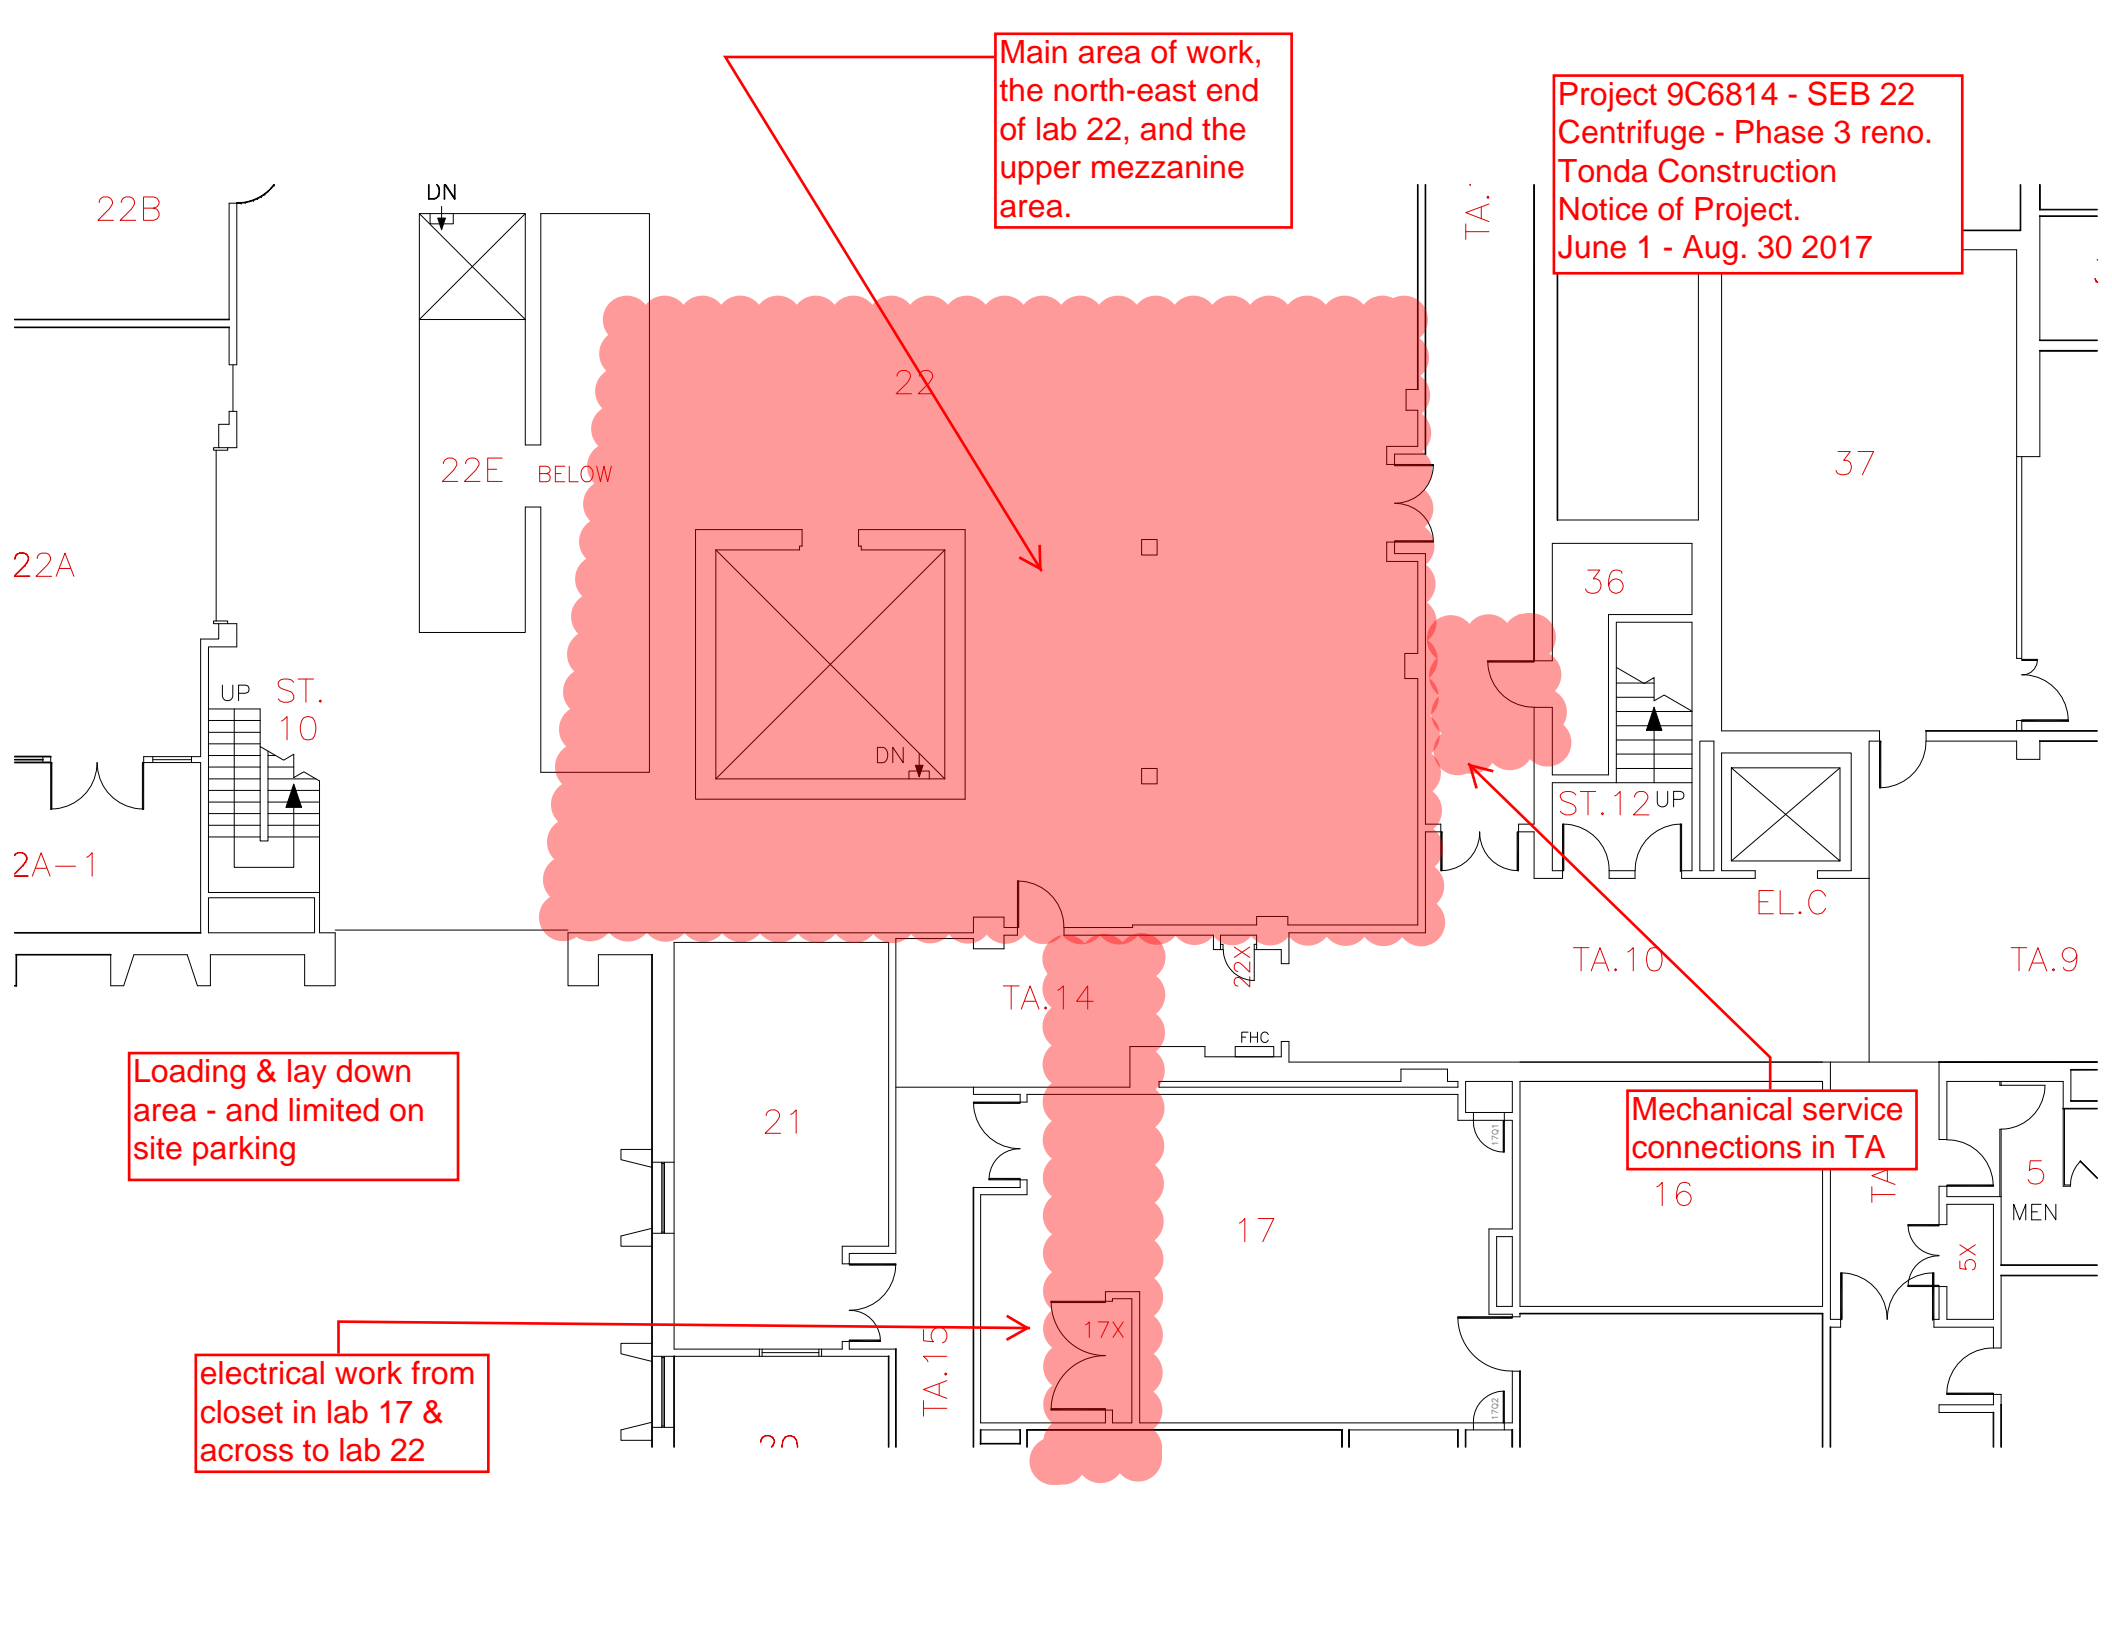 Main area of work,
the north-east end
of lab 22, and the
upper mezzanine
area.
Project 9C6814 - SEB 22
Centrifuge - Phase 3 reno.
Tonda Construction
Notice of Project.
June 1 - Aug. 30 2017
22B
DN
TA.
22
22E
BELOW
37
22A
36
UP
ST.
10
DN
ST.12
UP
2A-1
EL.C
TA.10
TA.9
22X
TA.14
FHC
Loading & lay down
area - and limited on
site parking
21
17Q1
Mechanical service
connections in TA
TA
16
5
MEN
17
5X
17X
TA.15
electrical work from
closet in lab 17 &
across to lab 22
17Q2